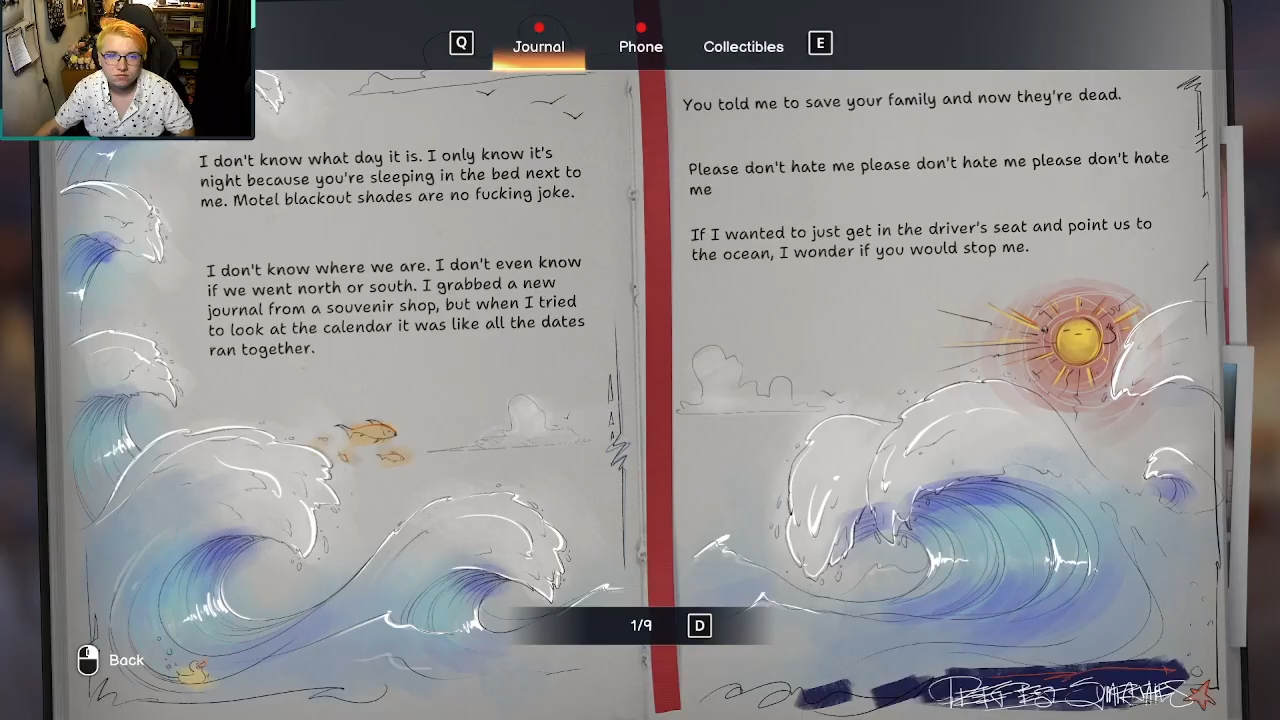 Q Journal Phone Collectibles E
I don't know what day it is. I only know it's
night because you're sleeping in the bed next to
me. Motel blackout shades are no fucking joke.
I don't know where we are. I don't even know
if we went north or south. I grabbed a new
journal from a souvenir shop, but when I tried
to look at the calendar it was like all the dates
ran together.
You told me to save your family and now they're dead.
Please don't hate me please don't hate me please don't hate
me
If I wanted to just get in the driver's seat and point us to
the ocean, I wonder if you would stop me.
1/9 D
Back